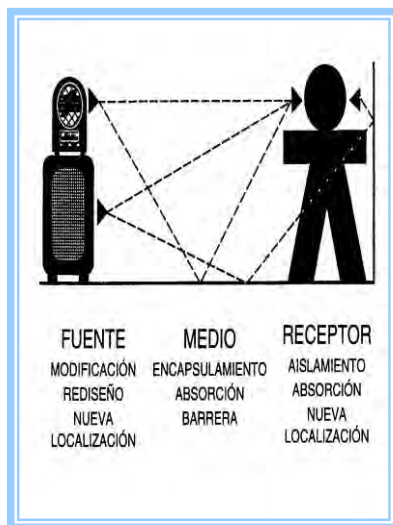 FUENTE
MODIFICACIÓN
REDISEÑO
NUEVA
LOCALIZACIÓN
MEDIO
ENCAPSULAMIENTO
ABSORCIÓN
BARRERA
RECEPTOR
AISLAMIENTO
ABSORCIÓN
NUEVA
LOCALIZACIÓN